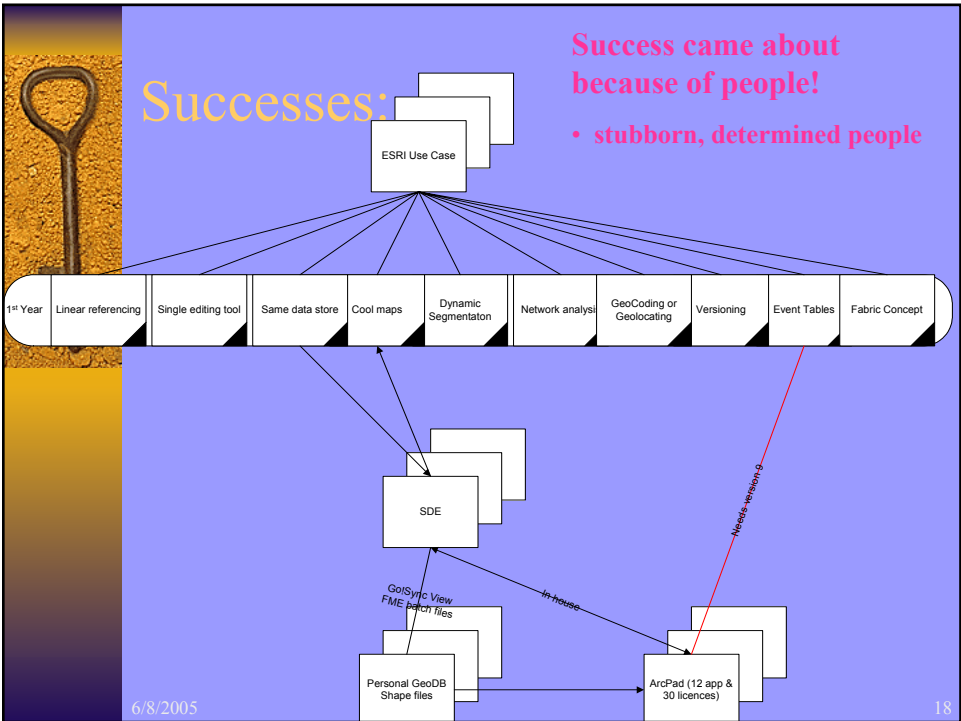 Successes:
Success came about
because of people!
• stubborn, determined people
ESRI Use Case
1st Year
Linear referencing
Single editing tool
Same data store
Cool maps
Dynamic
Segmentaton
Network analysi
GeoCoding or
Geolocating
Versioning
Event Tables
Fabric Concept
SDE
Needs version 9
Go!Sync View
FME batch files
In house
Personal GeoDB
Shape files
ArcPad (12 app &
30 licences)
6/8/2005
18